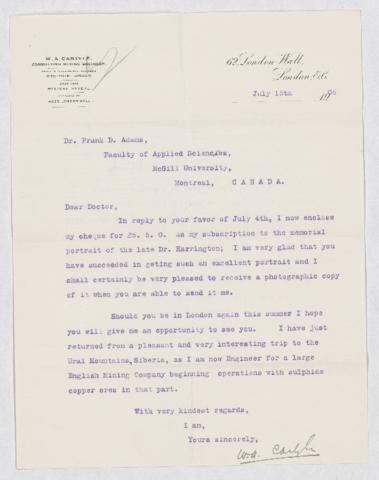 W. A. CARLYLE,
CONSULTING MINING ENGINEER.
62, London Wall,
London, E.C.
July 13th 1906
Dr. Frank D. Adams,
Faculty of Applied Sciences,
McGill University,
Montreal, CANADA.
Dear Doctor,
In reply to your favor of July 4th, I now enclose
my cheque for £5. 5. 0. as my subscription to the memorial
portrait of the late Dr. Harrington; I am very glad that you
have succeeded in geting such an excellent portrait and I
shall certainly be very pleased to receive a photographic copy
of it when you are able to send it me.
Should you be in London again this summer I hope
you will give me an opportunity to see you. I have just
returned from a pleasant and very interesting trip to the
Ural Mountains, Siberia, as I am now Engineer for a large
English Mining Company beginning operations with sulphide
copper ores in that part.
With very kindest regards,
I am,
Yours sincerely,
W.A. Carlyle